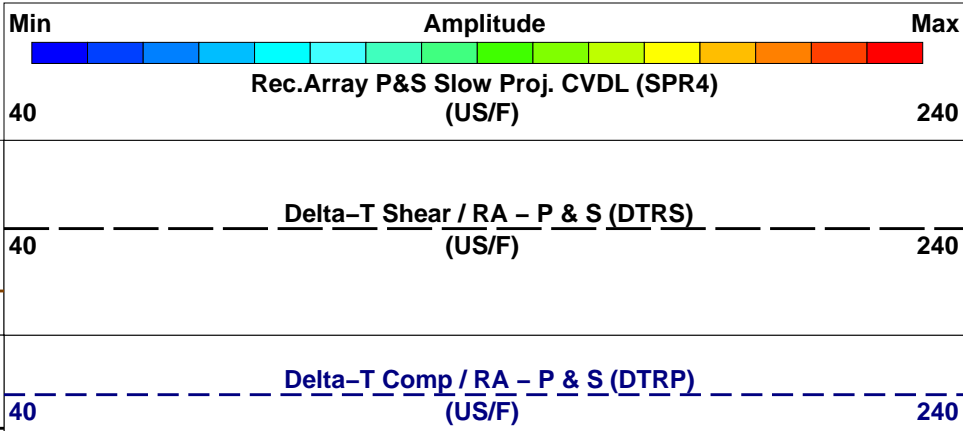 Min Amplitude Max
Rec.Array P&S Slow Proj. CVDL (SPR4)
40 (US/F) 240
Delta−T Shear / RA − P & S (DTRS)
40 (US/F) 240
Delta−T Comp / RA − P & S (DTRP)
40 (US/F) 240